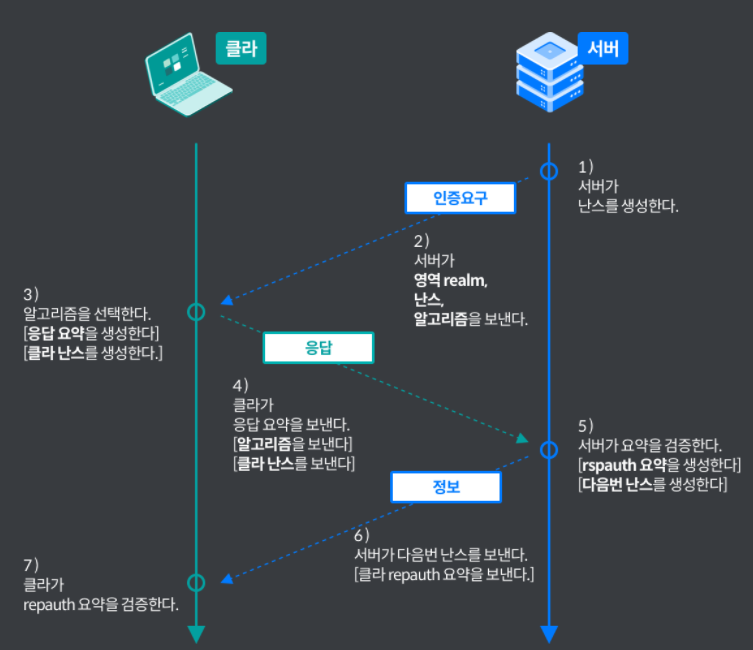 클라
서버
1)
서버가
난스를 생성한다.
인증요구
2)
서버가
영역 realm,
난스,
알고리즘을 보낸다.
3)
알고리즘을 선택한다.
[응답 요약을 생성한다]
[클라 난스를 생성한다.]
응답
4)
클라가
응답 요약을 보낸다.
[알고리즘을 보낸다]
[클라 난스를 보낸다]
5)
서버가 요약을 검증한다.
[rspauth 요약을 생성한다]
[다음번 난스를 생성한다]
정보
6)
서버가 다음번 난스를 보낸다.
[클라 repauth 요약을 보낸다.]
7)
클라가
repauth 요약을 검증한다.